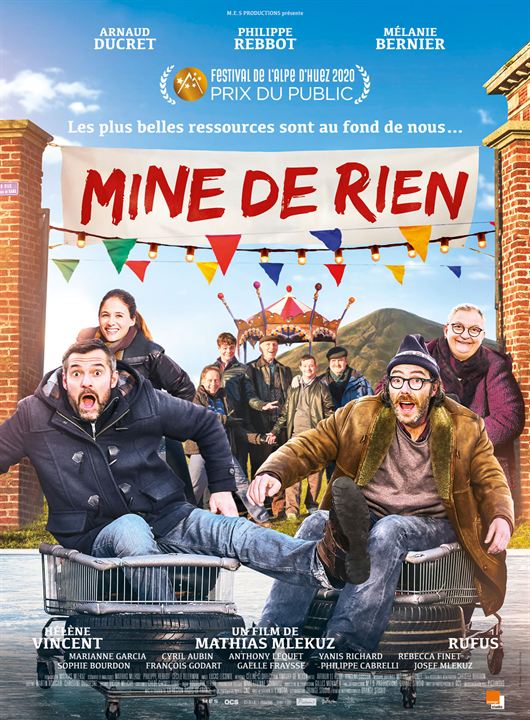 M.E.S PRODUCTIONS présente
ARNAUD DUCRET
PHILIPPE REBBOT
MÉLANIE BERNIER
FESTIVAL DE L'ALPE D'HUEZ 2020
PRIX DU PUBLIC
Les plus belles ressources sont au fond de nous...
MINE DE RIEN
HÉLÈNE VINCENT
UN FILM DE MATHIAS MLEKUZ
RUFUS
MARIANNE GARCIA CYRIL AUBIN ANTHONY LEQUET YANIS RICHARD REBECCA FINET
SOPHIE BOURDON FRANÇOIS GODART GAËLLE FRAYSSE PHILIPPE CABRELLI JOSEF MLEKUZ
M.E.S OCS